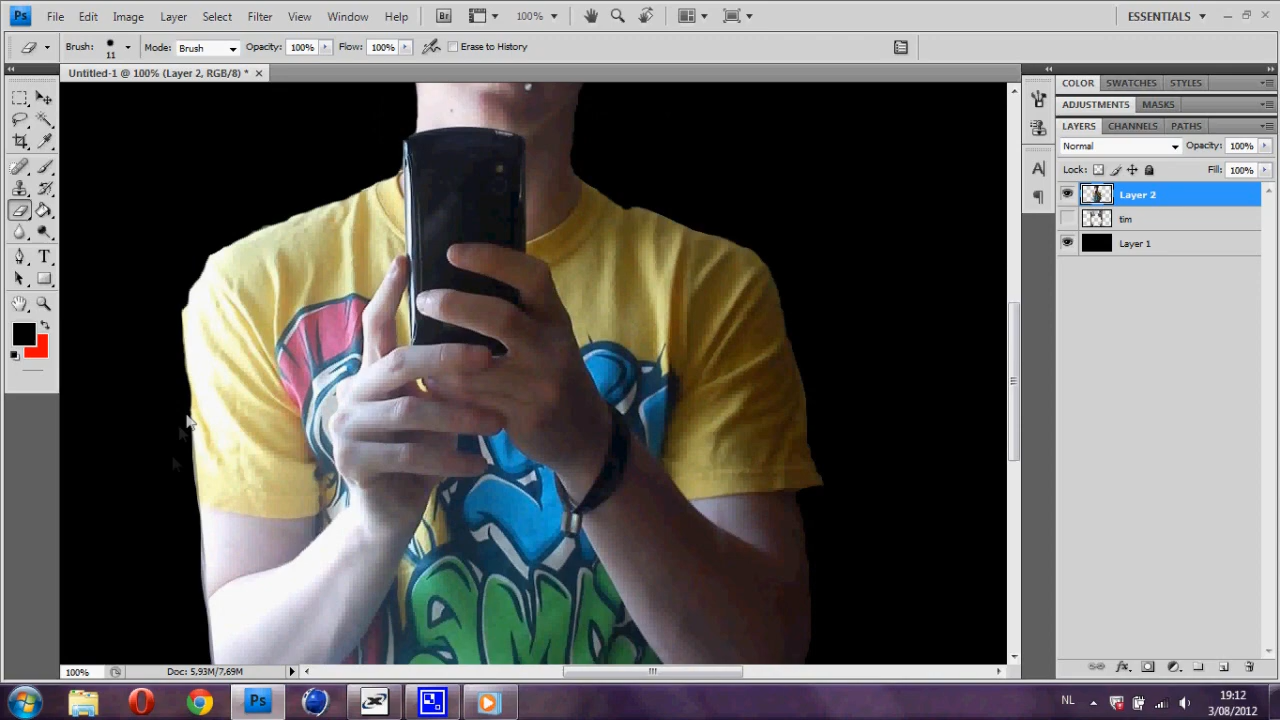 Ps File Edit Image Layer Select Filter View Window Help Br 100% ESSENTIALS
Brush: 11 Mode: Brush Opacity: 100% Flow: 100% Erase to History
Untitled-1 @ 100% (Layer 2, RGB/8) *
COLOR SWATCHES STYLES
ADJUSTMENTS MASKS
LAYERS CHANNELS PATHS
Normal Opacity: 100%
Lock: Fill: 100%
Layer 2
tim
Layer 1
100% Doc: 5,93M/7,69M
Ps NL 19:12
3/08/2012